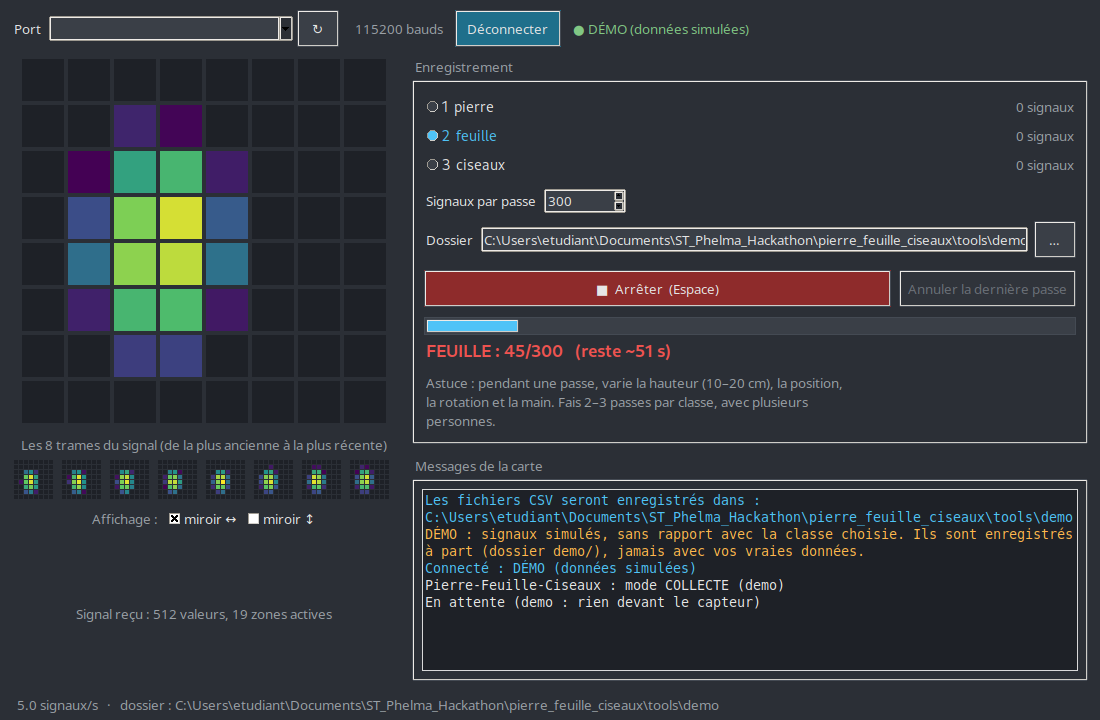 Port
↻
115200 bauds
Déconnecter
● DÉMO (données simulées)
Enregistrement
1 pierre
0 signaux
2 feuille
0 signaux
3 ciseaux
0 signaux
Signaux par passe
300
Dossier
C:\Users\etudiant\Documents\ST_Phelma_Hackathon\pierre_feuille_ciseaux\tools\demo
...
■ Arrêter (Espace)
Annuler la dernière passe
FEUILLE : 45/300 (reste ~51 s)
Astuce : pendant une passe, varie la hauteur (10–20 cm), la position,
la rotation et la main. Fais 2–3 passes par classe, avec plusieurs
personnes.
Les 8 trames du signal (de la plus ancienne à la plus récente)
Affichage :
miroir ↔
miroir ↕
Signal reçu : 512 valeurs, 19 zones actives
Messages de la carte
Les fichiers CSV seront enregistrés dans :
C:\Users\etudiant\Documents\ST_Phelma_Hackathon\pierre_feuille_ciseaux\tools\demo
DÉMO : signaux simulés, sans rapport avec la classe choisie. Ils sont enregistrés
à part (dossier demo/), jamais avec vos vraies données.
Connecté : DÉMO (données simulées)
Pierre-Feuille-Ciseaux : mode COLLECTE (demo)
En attente (demo : rien devant le capteur)
5.0 signaux/s · dossier : C:\Users\etudiant\Documents\ST_Phelma_Hackathon\pierre_feuille_ciseaux\tools\demo